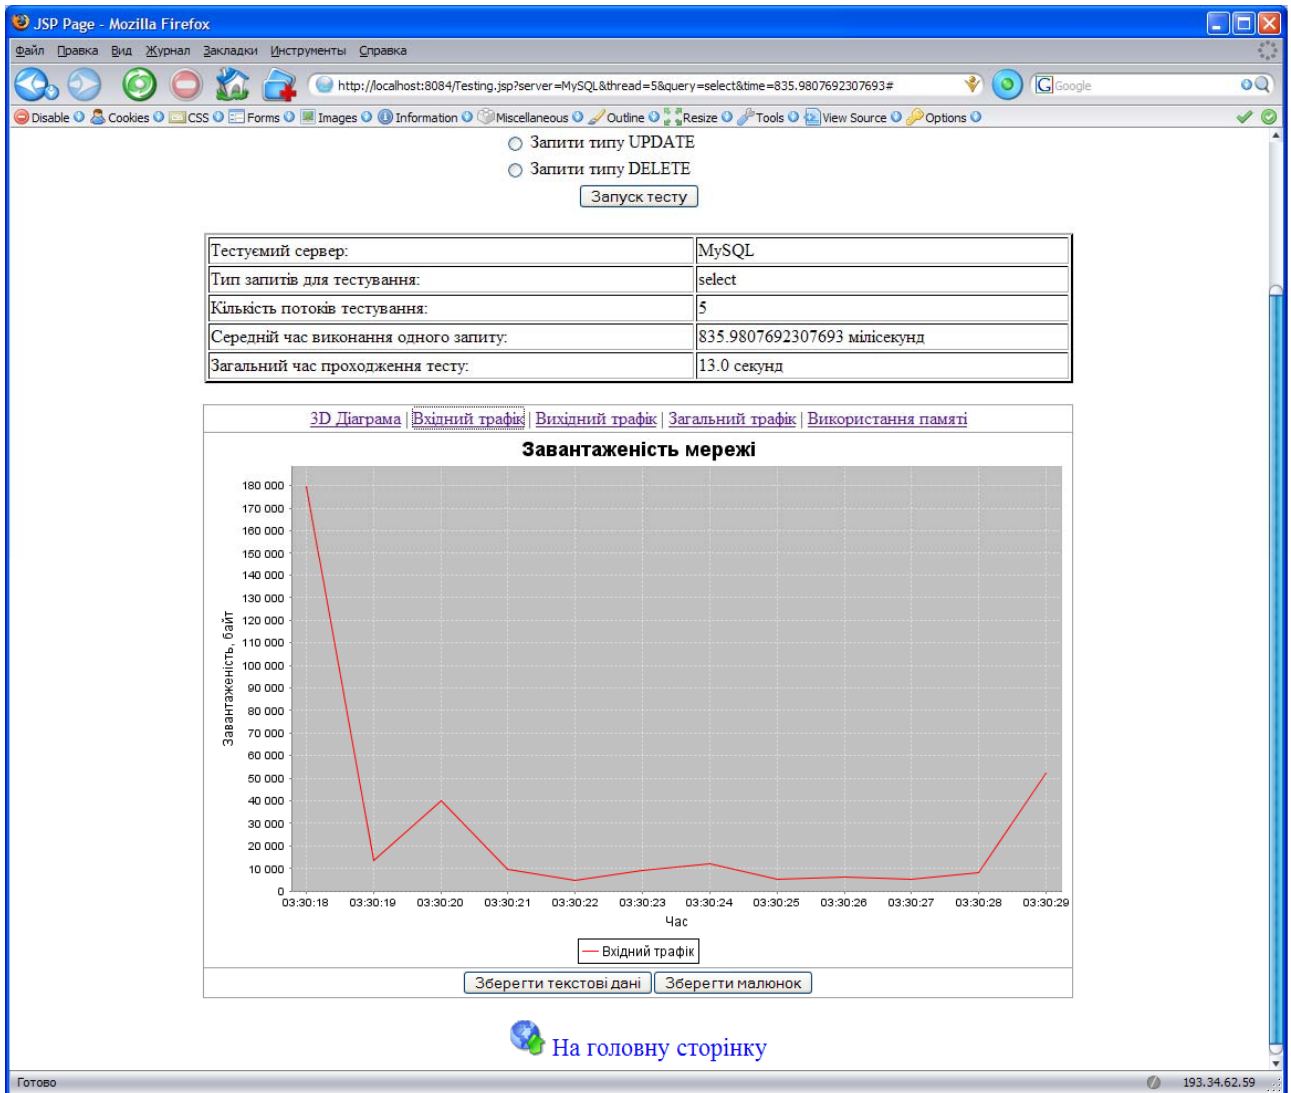 JSP Page - Mozilla Firefox
Файл Правка Вид Журнал Закладки Инструменты Справка
http://localhost:8084/Testing.jsp?server=MySQL&thread=5&query=select&time=835.9807692307693#
G Google
Disable Cookies CSS Forms Images Information Miscellaneous Outline Resize Tools View Source Options
Запити типу UPDATE
Запити типу DELETE
Запуск тесту
Тестуємий сервер: MySQL
Тип запитів для тестування: select
Кількість потоків тестування: 5
Середній час виконання одного запиту: 835.9807692307693 мілісекунд
Загальний час проходження тесту: 13.0 секунд
3D Діаграма | Вхідний трафік | Вихідний трафік | Загальний трафік | Використання памяті
Завантаженість мережі
Завантаженість, байт
180 000
170 000
160 000
150 000
140 000
130 000
120 000
110 000
100 000
90 000
80 000
70 000
60 000
50 000
40 000
30 000
20 000
10 000
0
03:30:18 03:30:19 03:30:20 03:30:21 03:30:22 03:30:23 03:30:24 03:30:25 03:30:26 03:30:27 03:30:28 03:30:29
Час
Вхідний трафік
Зберегти текстові дані Зберегти малюнок
На головну сторінку
Готово 193.34.62.59